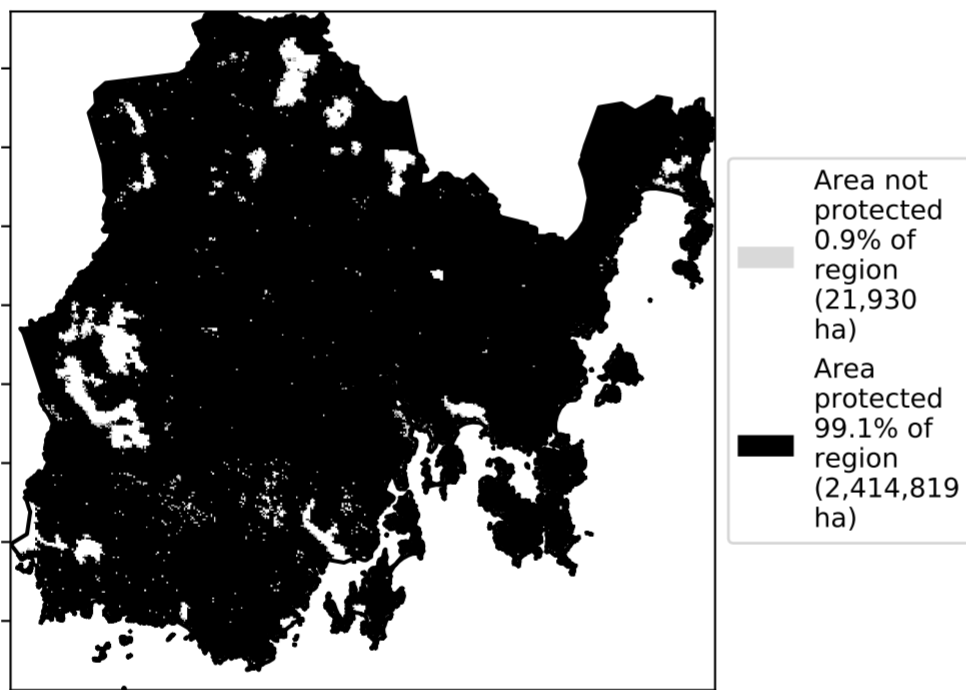 Area not
protected
0.9% of
region
(21,930
ha)
Area
protected
99.1% of
region
(2,414,819
ha)